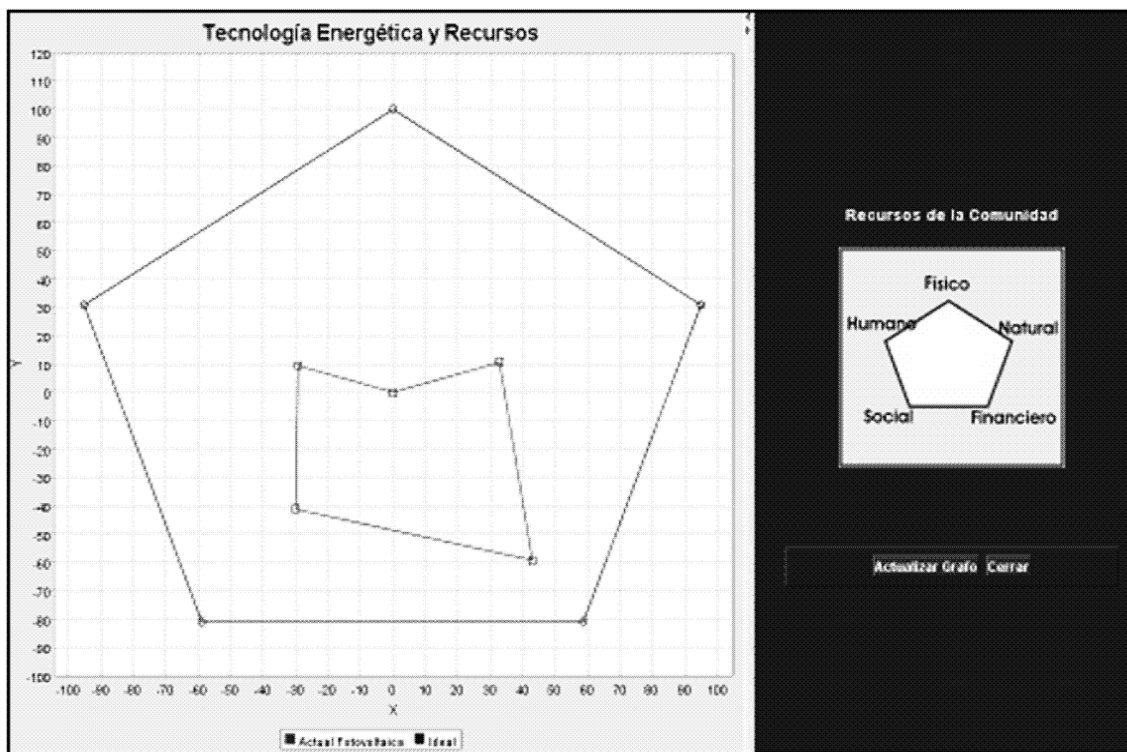 Tecnología Energética y Recursos
120
110
100
90
80
70
60
50
40
30
20
10
0
-10
-20
-30
-40
-50
-60
-70
-80
-90
-100
Y
-100 -90 -80 -70 -60 -50 -40 -30 -20 -10 0 10 20 30 40 50 60 70 80 90 100
X
Actual Fotovoltaica Ideal
Recursos de la Comunidad
Físico
Humano
Natural
Social
Financiero
Actualizar Grafo Cerrar